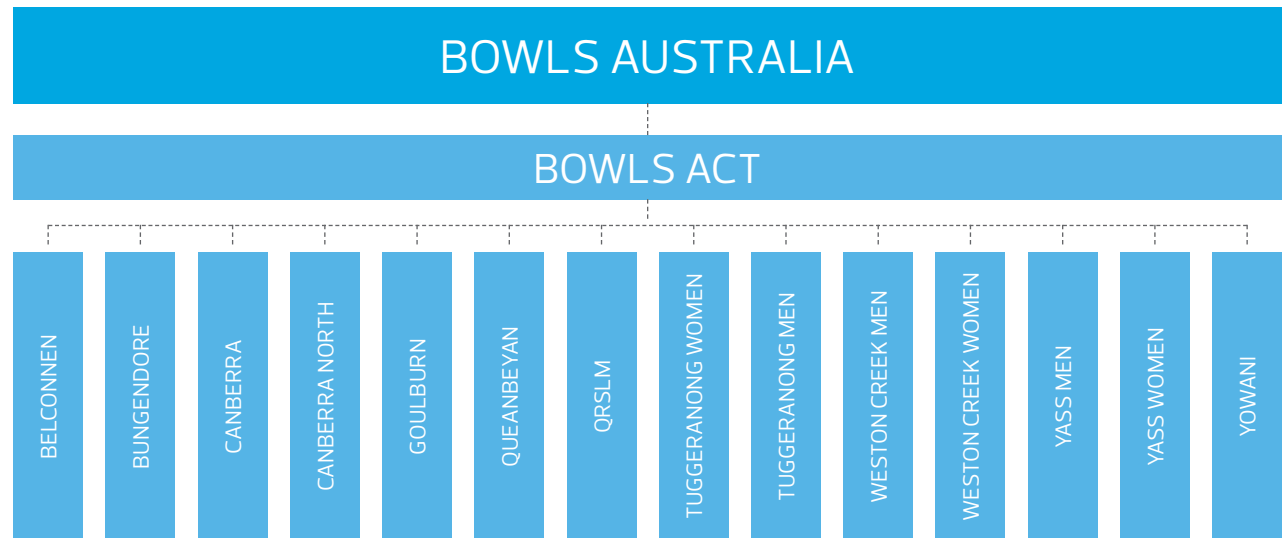 BOWLS AUSTRALIA
BOWLS ACT
BELCONNEN
BUNGENDORE
CANBERRA
CANBERRA NORTH
GOULBURN
QUEANBEYAN
QRSLM
TUGGERANONG WOMEN
TUGGERANONG MEN
WESTON CREEK MEN
WESTON CREEK WOMEN
YASS MEN
YASS WOMEN
YOWANI